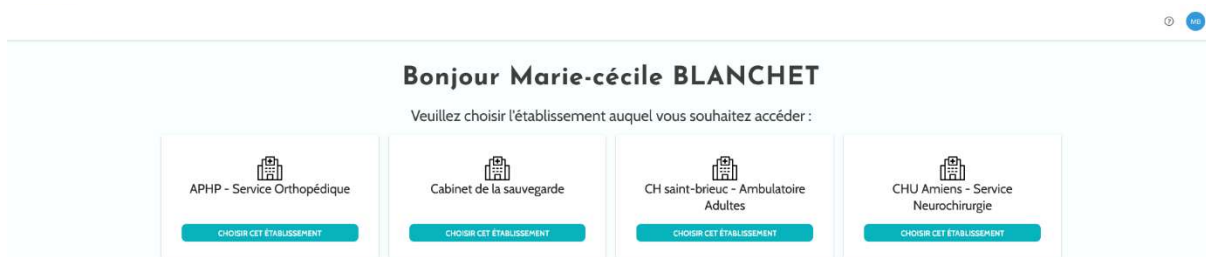 MB
Bonjour Marie-cécile BLANCHET
Veuillez choisir l'établissement auquel vous souhaitez accéder :
APHP - Service Orthopédique
CHOISIR CET ÉTABLISSEMENT
Cabinet de la sauvegarde
CHOISIR CET ÉTABLISSEMENT
CH saint-brieuc - Ambulatoire
Adultes
CHOISIR CET ÉTABLISSEMENT
CHU Amiens - Service
Neurochirurgie
CHOISIR CET ÉTABLISSEMENT